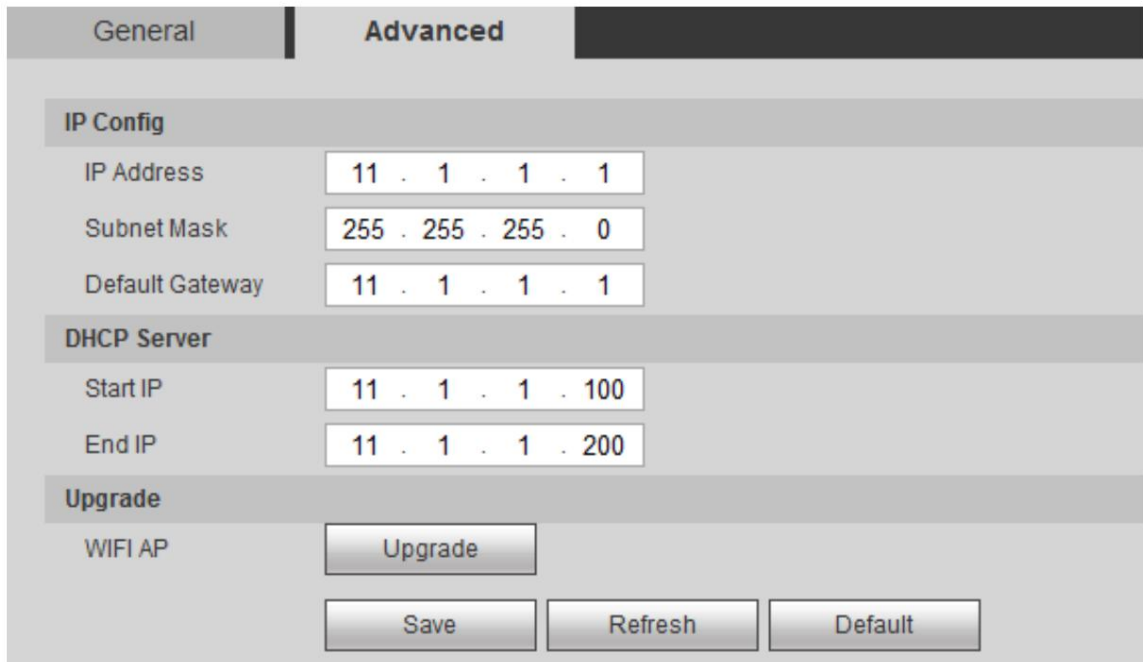 General Advanced
IP Config
IP Address 11 . 1 . 1 . 1
Subnet Mask 255 . 255 . 255 . 0
Default Gateway 11 . 1 . 1 . 1
DHCP Server
Start IP 11 . 1 . 1 . 100
End IP 11 . 1 . 1 . 200
Upgrade
WIFI AP Upgrade
Save Refresh Default